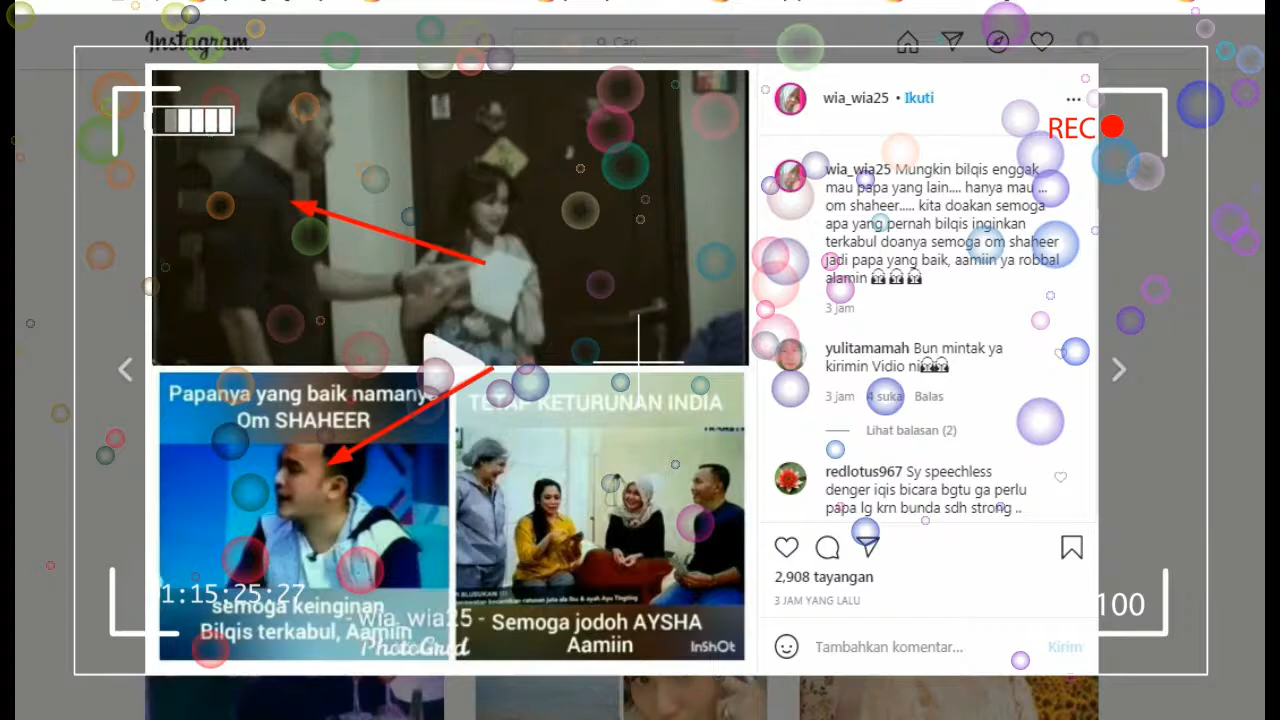 Instagram
Cari
wia_wia25 • Ikuti
REC
wia_wia25 Mungkin bilqis enggak
mau papa yang lain.... hanya mau ...
om shaheer..... kita doakan semoga
apa yang pernah bilqis inginkan
terkabul doanya semoga om shaheer
jadi papa yang baik, aamiin ya robbal
alamin
3 jam
yulitamamah Bun mintak ya
kirimin Vidio ni
3 jam 4 suka Balas
Lihat balasan (2)
redlotus967 Sy speechless
denger iqis bicara bgtu ga perlu
papa lg krn bunda sdh strong ..
2,908 tayangan
3 JAM YANG LALU
Tambahkan komentar... Kirim
Papanya yang baik namanya
Om SHAHEER
TETAP KETURUNAN INDIA
1:15:25:27
semoga keinginan
Bilqis terkabul, Aamiin
- wia_wia25 -
PhotoGrid
Semoga jodoh AYSHA
Aamiin
InShOt
100